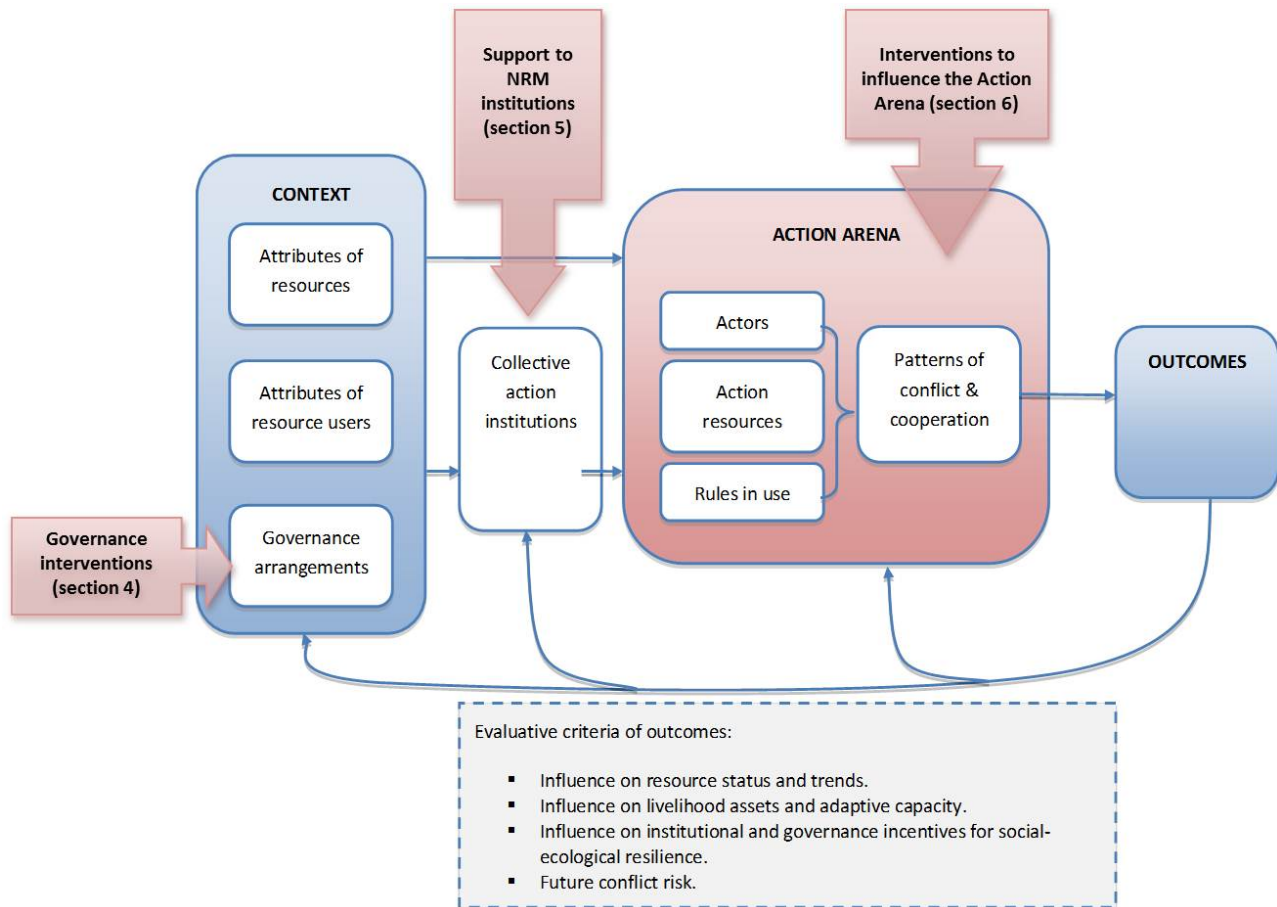 Support to
NRM
institutions
(section 5)
Interventions to
influence the Action
Arena (section 6)
CONTEXT
Attributes of
resources
Attributes of
resource users
Governance
arrangements
Governance
interventions
(section 4)
Collective
action
institutions
ACTION ARENA
Actors
Action
resources
Rules in use
Patterns of
conflict &
cooperation
OUTCOMES
Evaluative criteria of outcomes:
▪ Influence on resource status and trends.
▪ Influence on livelihood assets and adaptive capacity.
▪ Influence on institutional and governance incentives for social-
ecological resilience.
▪ Future conflict risk.